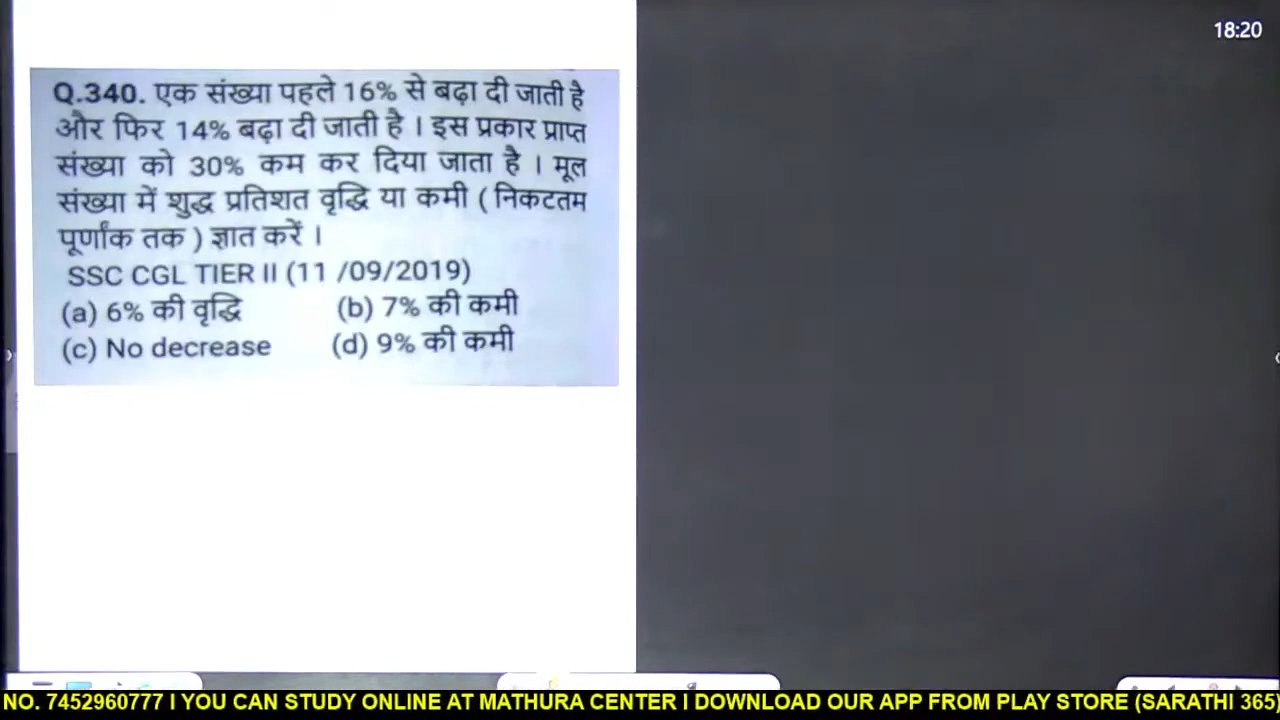 18:20
Q.340. एक संख्या पहले 16% से बढ़ा दी जाती है
और फिर 14% बढ़ा दी जाती है । इस प्रकार प्राप्त
संख्या को 30% कम कर दिया जाता है । मूल
संख्या में शुद्ध प्रतिशत वृद्धि या कमी ( निकटतम
पूर्णांक तक ) ज्ञात करें ।
SSC CGL TIER II (11 /09/2019)
(a) 6% की वृद्धि (b) 7% की कमी
(c) No decrease (d) 9% की कमी
NO. 7452960777 I YOU CAN STUDY ONLINE AT MATHURA CENTER I DOWNLOAD OUR APP FROM PLAY STORE (SARATHI 365)